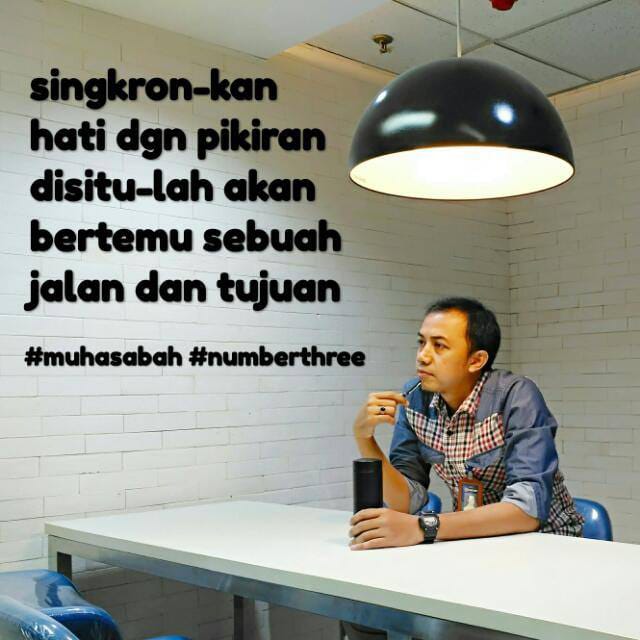 singkron-kan
hati dgn pikiran
disitu-lah akan
bertemu sebuah
jalan dan tujuan
#muhasabah #numberthree